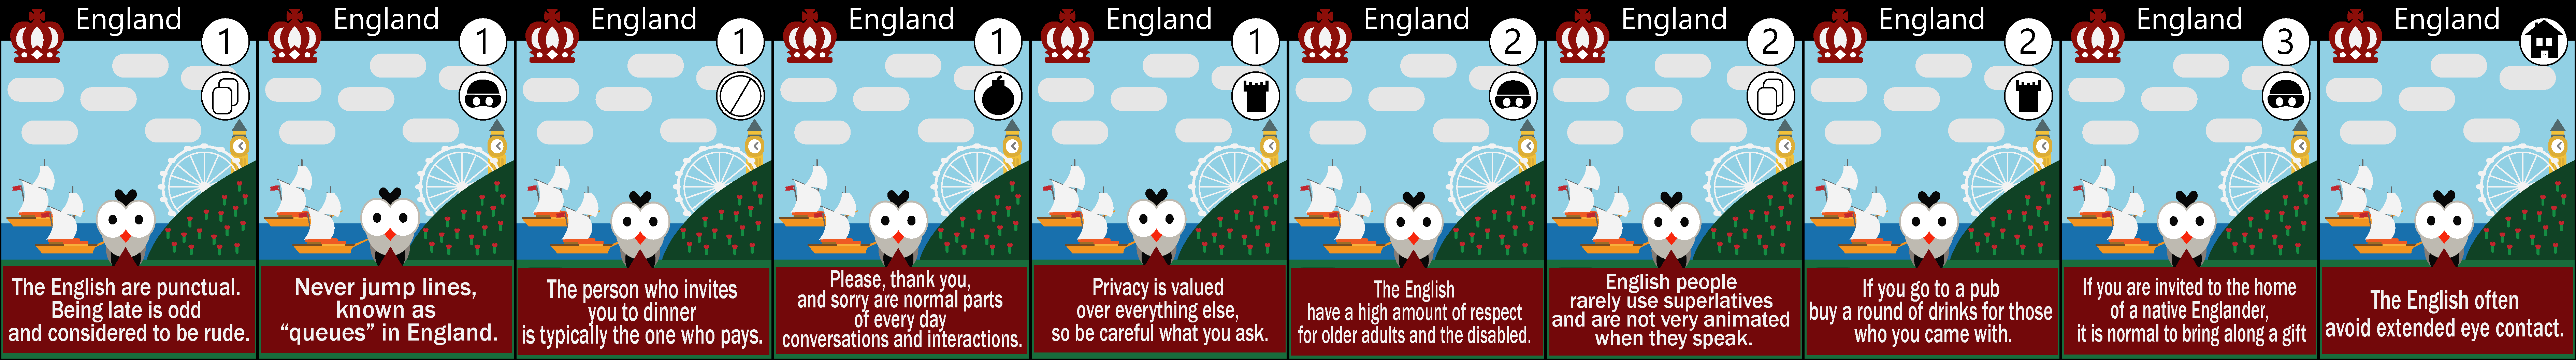 England
1
The English are punctual.
Being late is odd
and considered to be rude.
England
1
Never jump lines,
known as
“queues” in England.
England
1
The person who invites
you to dinner
is typically the one who pays.
England
1
Please, thank you,
and sorry are normal parts
of every day
conversations and interactions.
England
1
Privacy is valued
over everything else,
so be careful what you ask.
England
2
The English
have a high amount of respect
for older adults and the disabled.
England
2
English people
rarely use superlatives
and are not very animated
when they speak.
England
2
If you go to a pub
buy a round of drinks for those
who you came with.
England
3
If you are invited to the home
of a native Englander,
it is normal to bring along a gift
England
The English often
avoid extended eye contact.